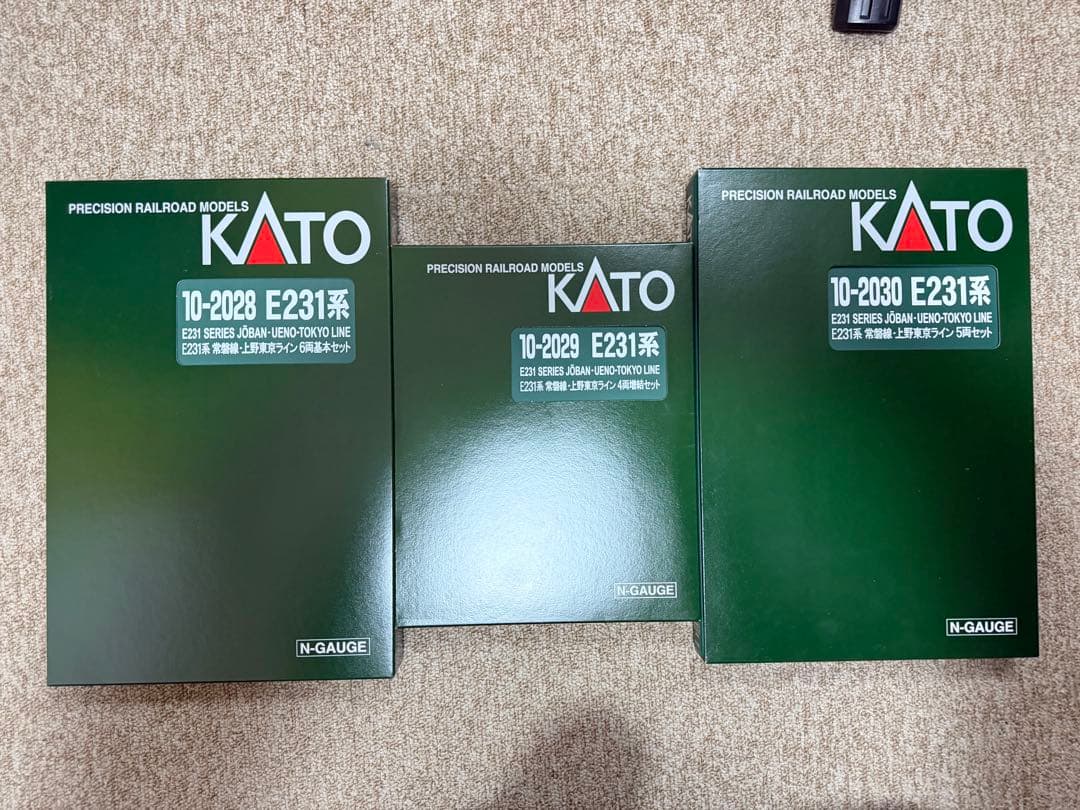 PRECISION RAILROAD MODELS
KATO
10-2028 E231系
E231 SERIES JŌBAN・UENO-TOKYO LINE
E231系 常磐線・上野東京ライン 6両基本セット
N-GAUGE
PRECISION RAILROAD MODELS
KATO
10-2029 E231系
E231 SERIES JŌBAN・UENO-TOKYO LINE
E231系 常磐線・上野東京ライン 4両増結セット
N-GAUGE
PRECISION RAILROAD MODELS
KATO
10-2030 E231系
E231 SERIES JŌBAN・UENO-TOKYO LINE
E231系 常磐線・上野東京ライン 5両セット
N-GAUGE